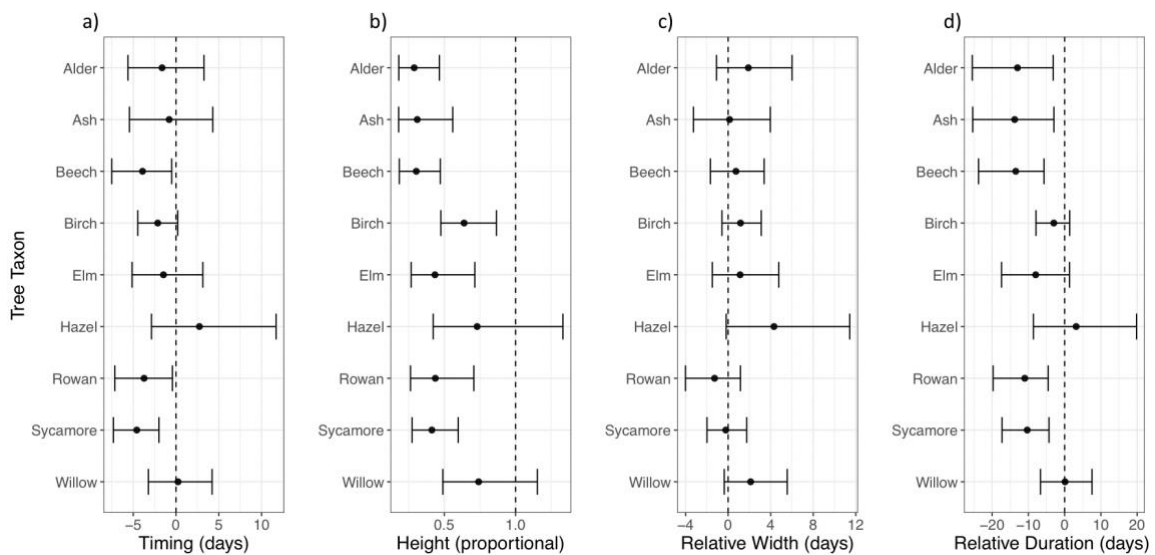 a) b) c) d)
Tree Taxon
Alder
Ash
Beech
Birch
Elm
Hazel
Rowan
Sycamore
Willow
−5 0 5 10
Timing (days)
Alder
Ash
Beech
Birch
Elm
Hazel
Rowan
Sycamore
Willow
0.5 1.0
Height (proportional)
Alder
Ash
Beech
Birch
Elm
Hazel
Rowan
Sycamore
Willow
−4 0 4 8 12
Relative Width (days)
Alder
Ash
Beech
Birch
Elm
Hazel
Rowan
Sycamore
Willow
−20 −10 0 10 20
Relative Duration (days)